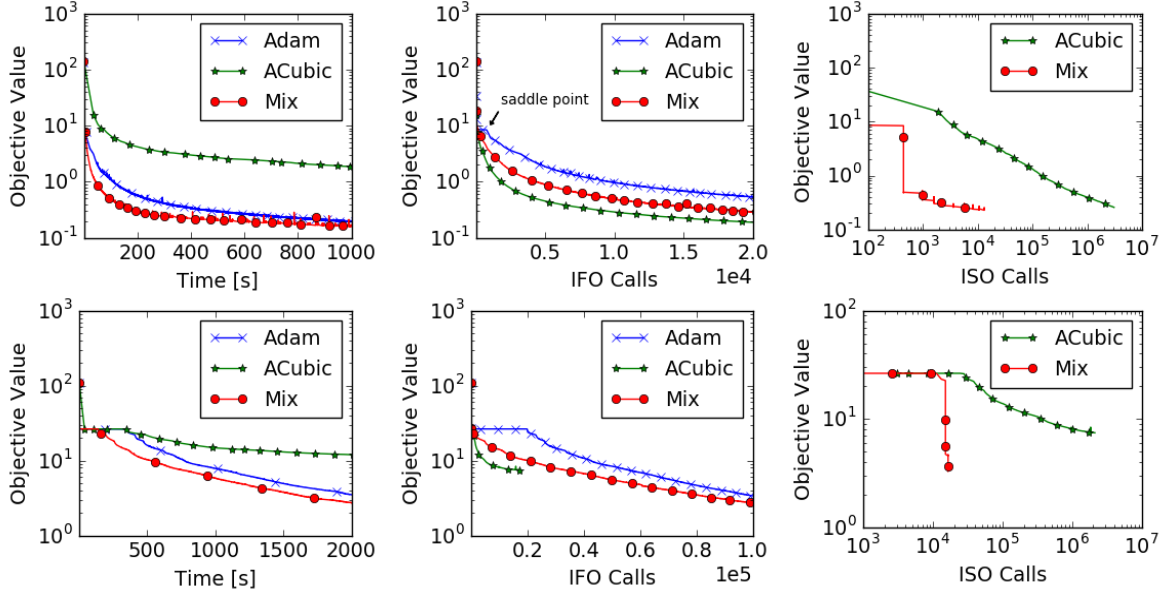 Objective Value
10³
10²
10¹
10⁰
10⁻¹
200 400 600 800 1000
Time [s]
Adam
ACubic
Mix
Objective Value
10³
10²
10¹
10⁰
10⁻¹
0.5 1.0 1.5 2.0
1e4
IFO Calls
saddle point
Adam
ACubic
Mix
Objective Value
10³
10²
10¹
10⁰
10⁻¹
10² 10³ 10⁴ 10⁵ 10⁶ 10⁷
ISO Calls
ACubic
Mix
Objective Value
10³
10²
10¹
10⁰
500 1000 1500 2000
Time [s]
Adam
ACubic
Mix
Objective Value
10³
10²
10¹
10⁰
0.2 0.4 0.6 0.8 1.0
1e5
IFO Calls
Adam
ACubic
Mix
Objective Value
10²
10¹
10⁰
10³ 10⁴ 10⁵ 10⁶ 10⁷
ISO Calls
ACubic
Mix